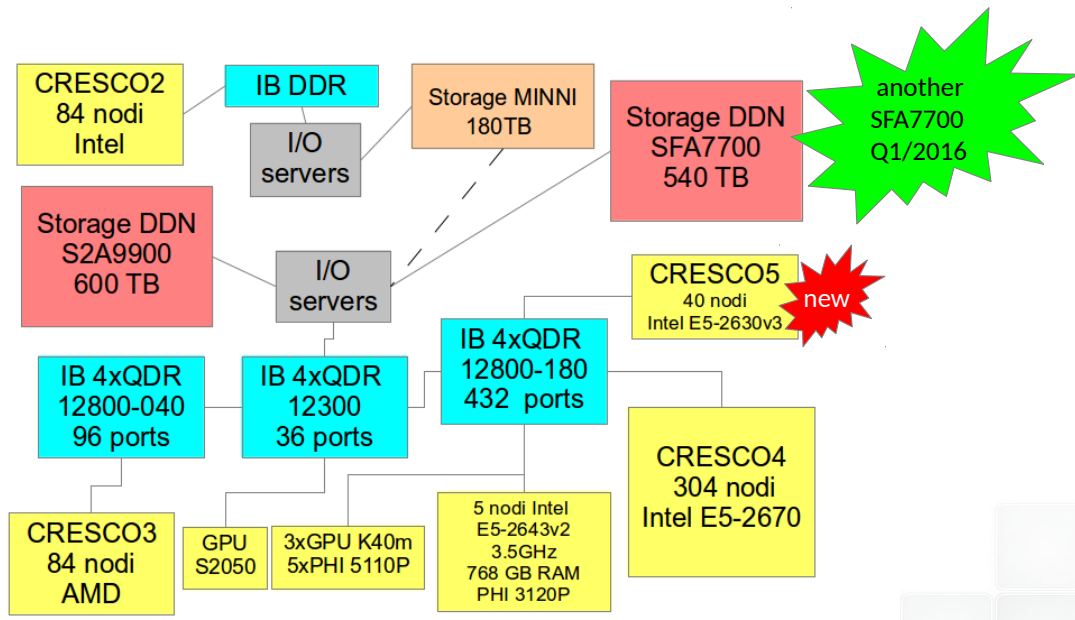 CRESCO2
84 nodi
Intel
IB DDR
I/O
servers
Storage MINNI
180TB
Storage DDN
SFA7700
540 TB
another
SFA7700
Q1/2016
Storage DDN
S2A9900
600 TB
I/O
servers
CRESCO5
40 nodi
Intel E5-2630v3
new
IB 4xQDR
12800-040
96 ports
IB 4xQDR
12300
36 ports
IB 4xQDR
12800-180
432 ports
CRESCO4
304 nodi
Intel E5-2670
CRESCO3
84 nodi
AMD
GPU
S2050
3xGPU K40m
5xPHI 5110P
5 nodi Intel
E5-2643v2
3.5GHz
768 GB RAM
PHI 3120P